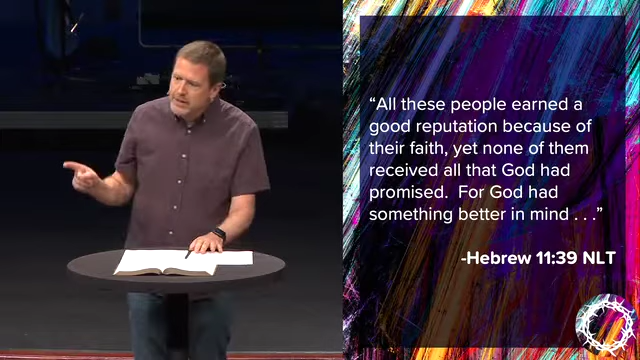 “All these people earned a
good reputation because of
their faith, yet none of them
received all that God had
promised.  For God had
something better in mind . . .”
-Hebrew 11:39 NLT